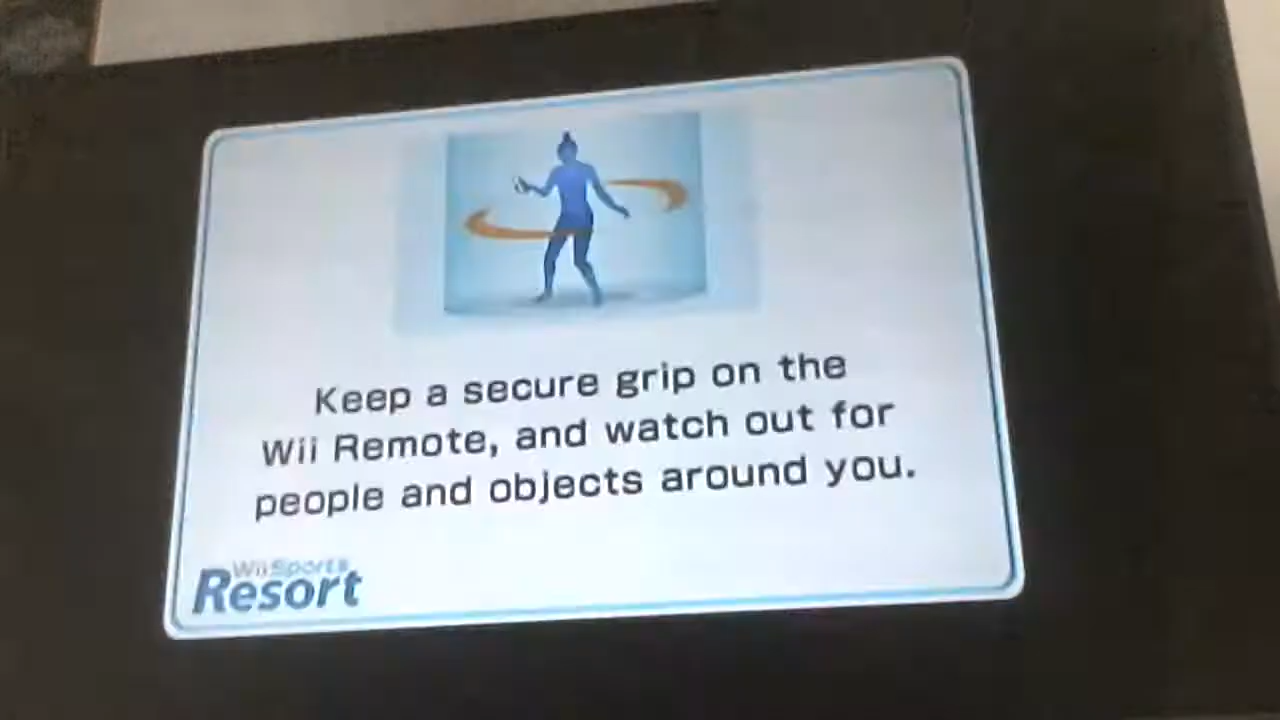 Keep a secure grip on the
Wii Remote, and watch out for
people and objects around you.
Wii Sports
Resort